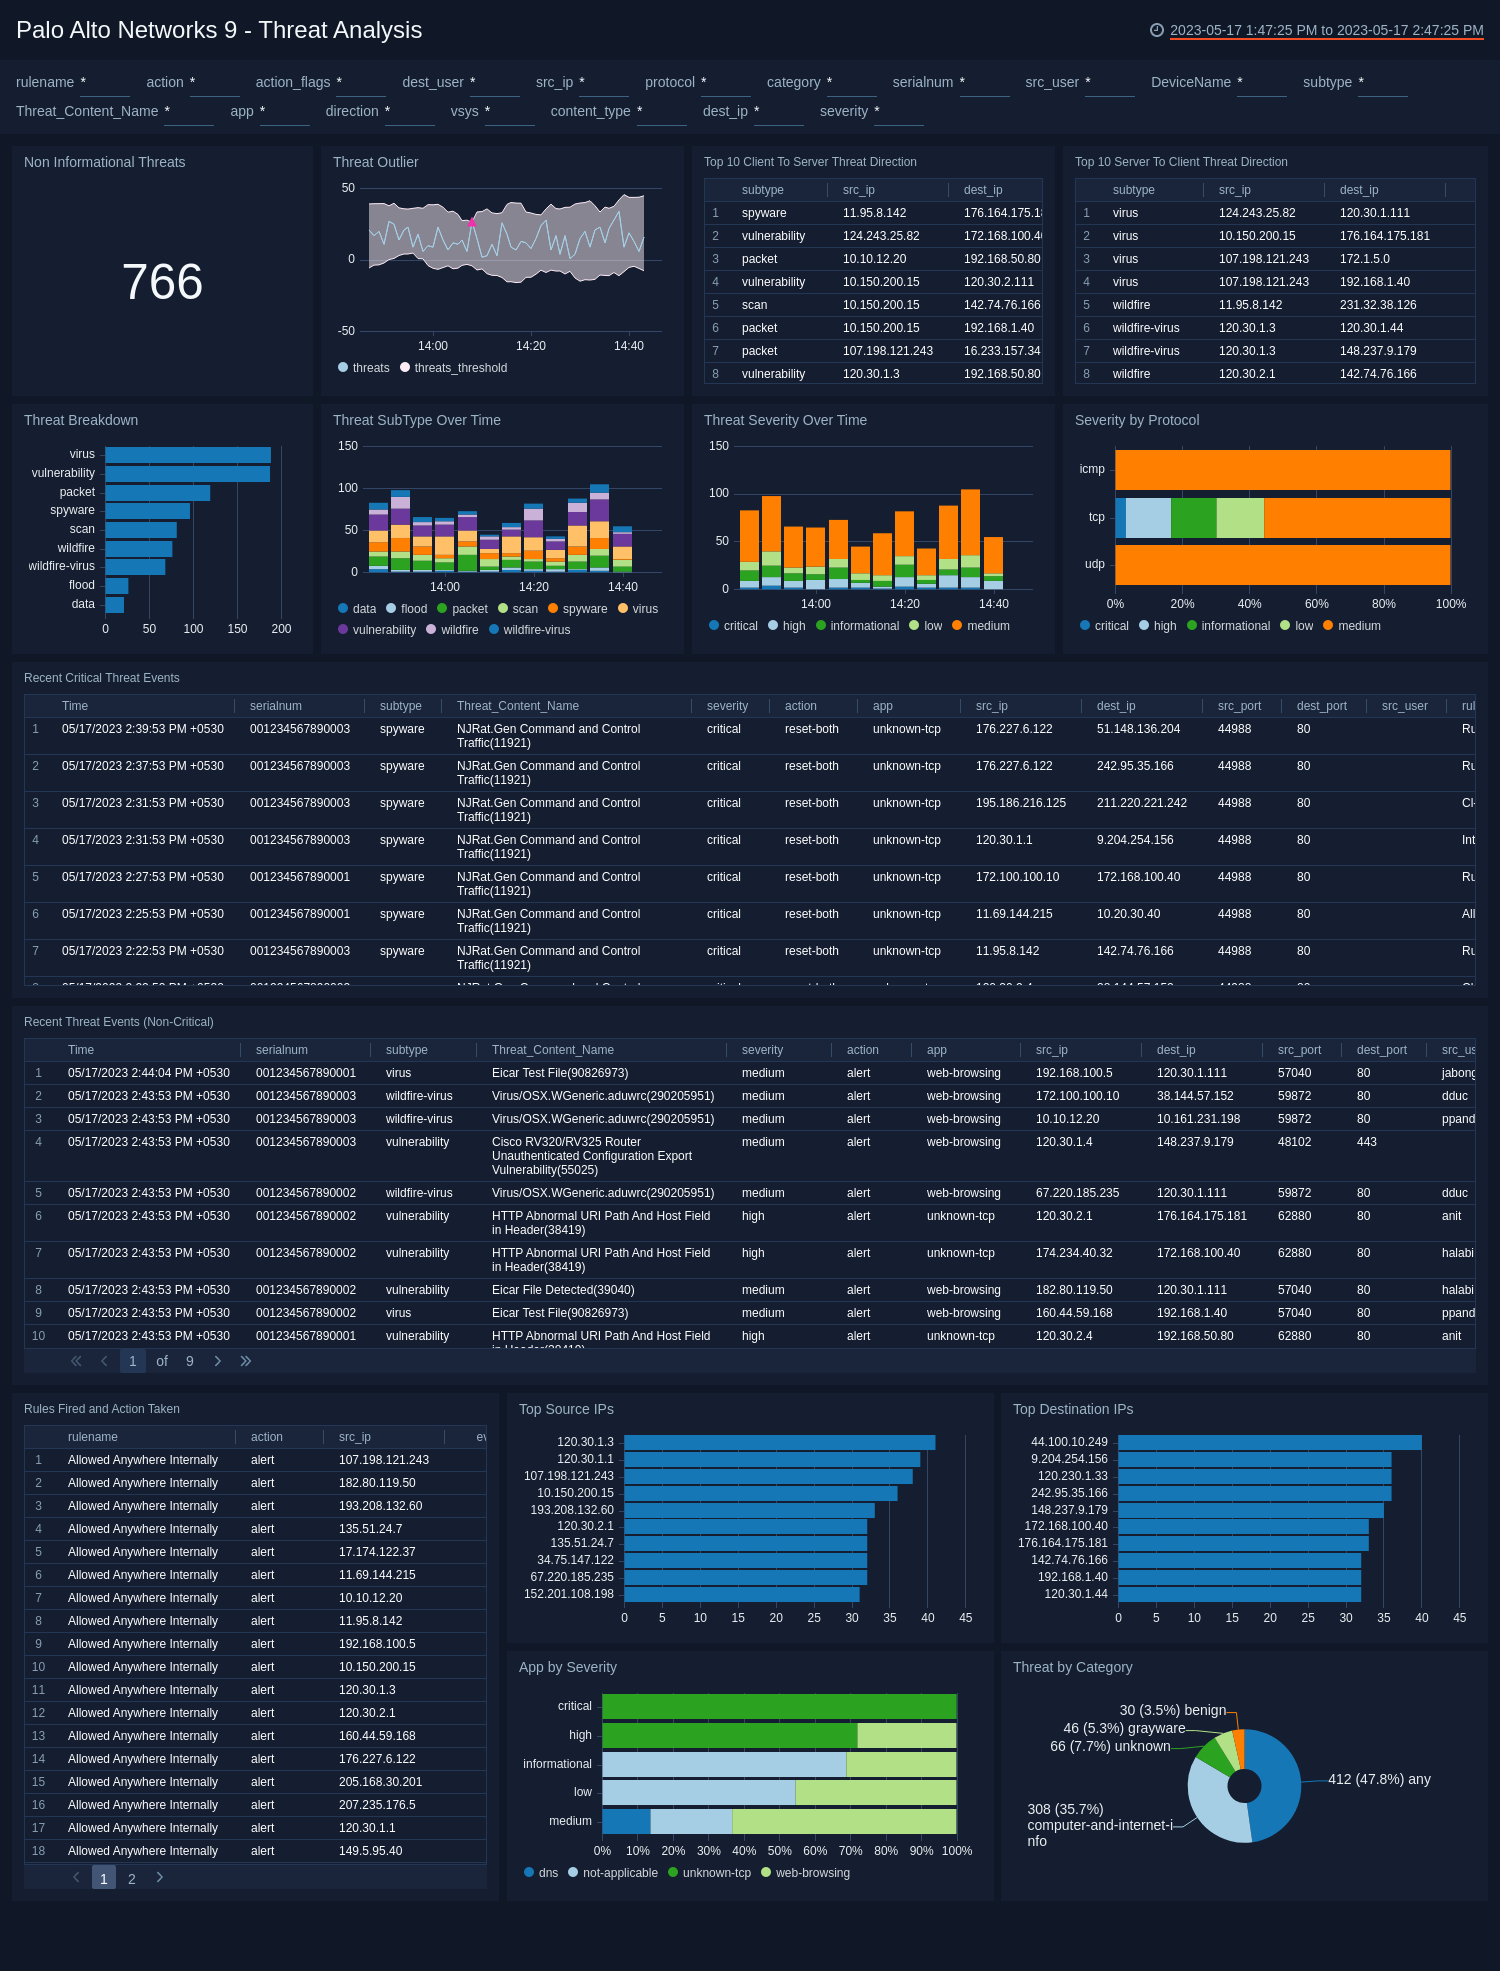 Palo Alto Networks 9 - Threat Analysis
2023-05-17 1:47:25 PM to 2023-05-17 2:47:25 PM
rulename * action * action_flags * dest_user * src_ip * protocol * category * serialnum * src_user * DeviceName * subtype *
Threat_Content_Name * app * direction * vsys * content_type * dest_ip * severity *
Non Informational Threats
766
Threat Outlier
50
0
-50
14:00 14:20 14:40
threats threats_threshold
Top 10 Client To Server Threat Direction
subtype src_ip dest_ip
1 spyware 11.95.8.142 176.164.175.1
2 vulnerability 124.243.25.82 172.168.100.4
3 packet 10.10.12.20 192.168.50.80
4 vulnerability 10.150.200.15 120.30.2.111
5 scan 10.150.200.15 142.74.76.166
6 packet 10.150.200.15 192.168.1.40
7 packet 107.198.121.243 16.233.157.34
8 vulnerability 120.30.1.3 192.168.50.80
Top 10 Server To Client Threat Direction
subtype src_ip dest_ip
1 virus 124.243.25.82 120.30.1.111
2 virus 10.150.200.15 176.164.175.181
3 virus 107.198.121.243 172.1.5.0
4 virus 107.198.121.243 192.168.1.40
5 wildfire 11.95.8.142 231.32.38.126
6 wildfire-virus 120.30.1.3 120.30.1.44
7 wildfire-virus 120.30.1.3 148.237.9.179
8 wildfire 120.30.2.1 142.74.76.166
Threat Breakdown
virus
vulnerability
packet
spyware
scan
wildfire
wildfire-virus
flood
data
0 50 100 150 200
Threat SubType Over Time
150
100
50
0
14:00 14:20 14:40
data flood packet scan spyware virus
vulnerability wildfire wildfire-virus
Threat Severity Over Time
150
100
50
0
14:00 14:20 14:40
critical high informational low medium
Severity by Protocol
icmp
tcp
udp
0% 20% 40% 60% 80% 100%
critical high informational low medium
Recent Critical Threat Events
Time serialnum subtype Threat_Content_Name severity action app src_ip dest_ip src_port dest_port src_user rul
1 05/17/2023 2:39:53 PM +0530 001234567890003 spyware NJRat.Gen Command and Control critical reset-both unknown-tcp 176.227.6.122 51.148.136.204 44988 80 Ru
Traffic(11921)
2 05/17/2023 2:37:53 PM +0530 001234567890003 spyware NJRat.Gen Command and Control critical reset-both unknown-tcp 176.227.6.122 242.95.35.166 44988 80 Ru
Traffic(11921)
3 05/17/2023 2:31:53 PM +0530 001234567890003 spyware NJRat.Gen Command and Control critical reset-both unknown-tcp 195.186.216.125 211.220.221.242 44988 80 Cl-
Traffic(11921)
4 05/17/2023 2:31:53 PM +0530 001234567890003 spyware NJRat.Gen Command and Control critical reset-both unknown-tcp 120.30.1.1 9.204.254.156 44988 80 Int
Traffic(11921)
5 05/17/2023 2:27:53 PM +0530 001234567890001 spyware NJRat.Gen Command and Control critical reset-both unknown-tcp 172.100.100.10 172.168.100.40 44988 80 Ru
Traffic(11921)
6 05/17/2023 2:25:53 PM +0530 001234567890001 spyware NJRat.Gen Command and Control critical reset-both unknown-tcp 11.69.144.215 10.20.30.40 44988 80 All
Traffic(11921)
7 05/17/2023 2:22:53 PM +0530 001234567890003 spyware NJRat.Gen Command and Control critical reset-both unknown-tcp 11.95.8.142 142.74.76.166 44988 80 Ru
Traffic(11921)
Recent Threat Events (Non-Critical)
Time serialnum subtype Threat_Content_Name severity action app src_ip dest_ip src_port dest_port src_us
1 05/17/2023 2:44:04 PM +0530 001234567890001 virus Eicar Test File(90826973) medium alert web-browsing 192.168.100.5 120.30.1.111 57040 80 jabong
2 05/17/2023 2:43:53 PM +0530 001234567890003 wildfire-virus Virus/OSX.WGeneric.aduwrc(290205951) medium alert web-browsing 172.100.100.10 38.144.57.152 59872 80 dduc
3 05/17/2023 2:43:53 PM +0530 001234567890003 wildfire-virus Virus/OSX.WGeneric.aduwrc(290205951) medium alert web-browsing 10.10.12.20 10.161.231.198 59872 80 ppand
4 05/17/2023 2:43:53 PM +0530 001234567890003 vulnerability Cisco RV320/RV325 Router medium alert web-browsing 120.30.1.4 148.237.9.179 48102 443
Unauthenticated Configuration Export
Vulnerability(55025)
5 05/17/2023 2:43:53 PM +0530 001234567890002 wildfire-virus Virus/OSX.WGeneric.aduwrc(290205951) medium alert web-browsing 67.220.185.235 120.30.1.111 59872 80 dduc
6 05/17/2023 2:43:53 PM +0530 001234567890002 vulnerability HTTP Abnormal URI Path And Host Field high alert unknown-tcp 120.30.2.1 176.164.175.181 62880 80 anit
in Header(38419)
7 05/17/2023 2:43:53 PM +0530 001234567890002 vulnerability HTTP Abnormal URI Path And Host Field high alert unknown-tcp 174.234.40.32 172.168.100.40 62880 80 halabi
in Header(38419)
8 05/17/2023 2:43:53 PM +0530 001234567890002 vulnerability Eicar File Detected(39040) medium alert web-browsing 182.80.119.50 120.30.1.111 57040 80 halabi
9 05/17/2023 2:43:53 PM +0530 001234567890002 virus Eicar Test File(90826973) medium alert web-browsing 160.44.59.168 192.168.1.40 57040 80 ppand
10 05/17/2023 2:43:53 PM +0530 001234567890001 vulnerability HTTP Abnormal URI Path And Host Field high alert unknown-tcp 120.30.2.4 192.168.50.80 62880 80 anit
1 of 9
Rules Fired and Action Taken
rulename action src_ip ev
1 Allowed Anywhere Internally alert 107.198.121.243
2 Allowed Anywhere Internally alert 182.80.119.50
3 Allowed Anywhere Internally alert 193.208.132.60
4 Allowed Anywhere Internally alert 135.51.24.7
5 Allowed Anywhere Internally alert 17.174.122.37
6 Allowed Anywhere Internally alert 11.69.144.215
7 Allowed Anywhere Internally alert 10.10.12.20
8 Allowed Anywhere Internally alert 11.95.8.142
9 Allowed Anywhere Internally alert 192.168.100.5
10 Allowed Anywhere Internally alert 10.150.200.15
11 Allowed Anywhere Internally alert 120.30.1.3
12 Allowed Anywhere Internally alert 120.30.2.1
13 Allowed Anywhere Internally alert 160.44.59.168
14 Allowed Anywhere Internally alert 176.227.6.122
15 Allowed Anywhere Internally alert 205.168.30.201
16 Allowed Anywhere Internally alert 207.235.176.5
17 Allowed Anywhere Internally alert 120.30.1.1
18 Allowed Anywhere Internally alert 149.5.95.40
1 2
Top Source IPs
120.30.1.3
120.30.1.1
107.198.121.243
10.150.200.15
193.208.132.60
120.30.2.1
135.51.24.7
34.75.147.122
67.220.185.235
152.201.108.198
0 5 10 15 20 25 30 35 40 45
Top Destination IPs
44.100.10.249
9.204.254.156
120.230.1.33
242.95.35.166
148.237.9.179
172.168.100.40
176.164.175.181
142.74.76.166
192.168.1.40
120.30.1.44
0 5 10 15 20 25 30 35 40 45
App by Severity
critical
high
informational
low
medium
0% 10% 20% 30% 40% 50% 60% 70% 80% 90% 100%
dns not-applicable unknown-tcp web-browsing
Threat by Category
30 (3.5%) benign
46 (5.3%) grayware
66 (7.7%) unknown
412 (47.8%) any
308 (35.7%)
computer-and-internet-i
nfo